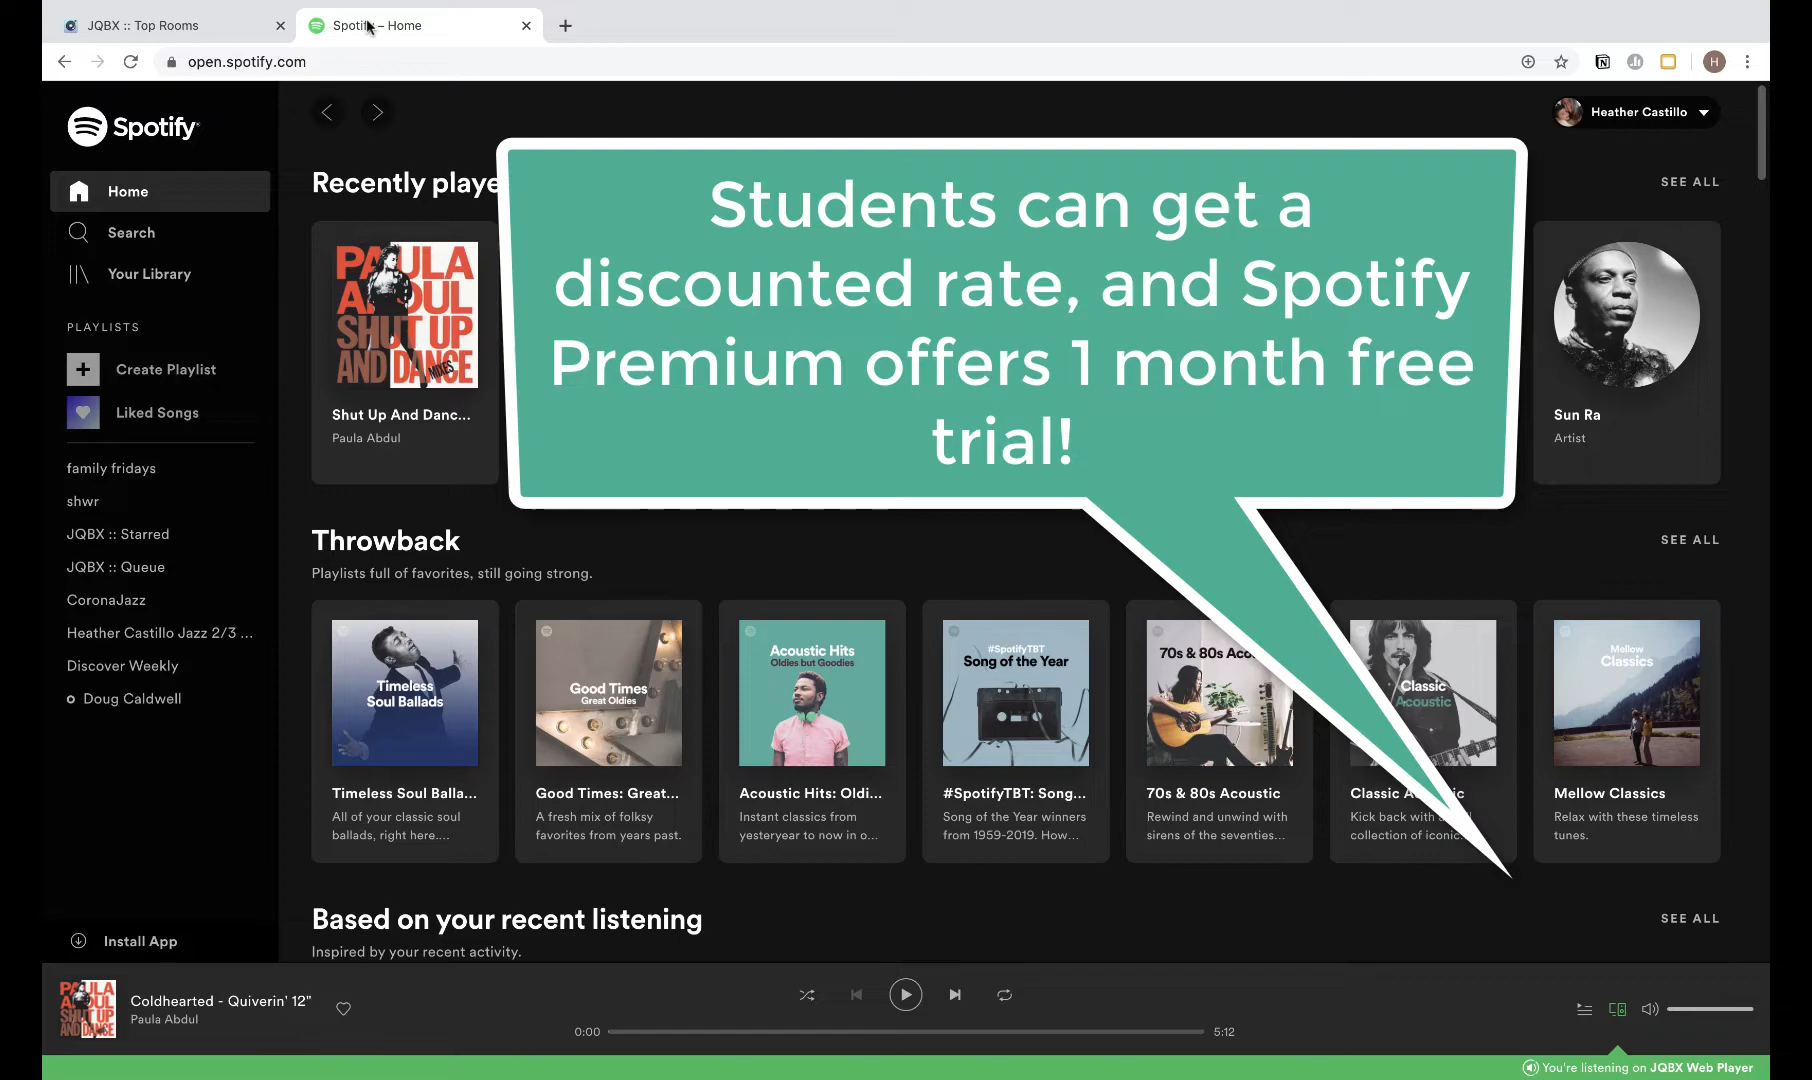 JQBX :: Top Rooms
Spotify – Home
open.spotify.com
H
Spotify
Heather Castillo
Home
Search
Your Library
PLAYLISTS
Create Playlist
Liked Songs
family fridays
shwr
JQBX :: Starred
JQBX :: Queue
CoronaJazz
Heather Castillo Jazz 2/3 ...
Discover Weekly
Doug Caldwell
Install App
Recently playe
SEE ALL
Students can get a
discounted rate, and Spotify
Premium offers 1 month free
trial!
PAULA
ABDUL
SHUT UP
AND DANCE
MIXES
Shut Up And Danc...
Paula Abdul
Sun Ra
Artist
Throwback
SEE ALL
Playlists full of favorites, still going strong.
Timeless
Soul Ballads
Timeless Soul Balla...
All of your classic soul
ballads, right here....
Good Times
Great Oldies
Good Times: Great...
A fresh mix of folksy
favorites from years past.
Acoustic Hits
Oldies but Goodies
Acoustic Hits: Oldi...
Instant classics from
yesteryear to now in o...
#SpotifyTBT
Song of the Year
#SpotifyTBT: Song...
Song of the Year winners
from 1959-2019. How...
70s & 80s Aco
70s & 80s Acoustic
Rewind and unwind with
sirens of the seventies...
Classic
Acoustic
Classic A ic
Kick back with a
collection of iconic
Mellow
Classics
Mellow Classics
Relax with these timeless
tunes.
Based on your recent listening
SEE ALL
Inspired by your recent activity.
Coldhearted - Quiverin' 12"
Paula Abdul
0:00
5:12
You're listening on JQBX Web Player